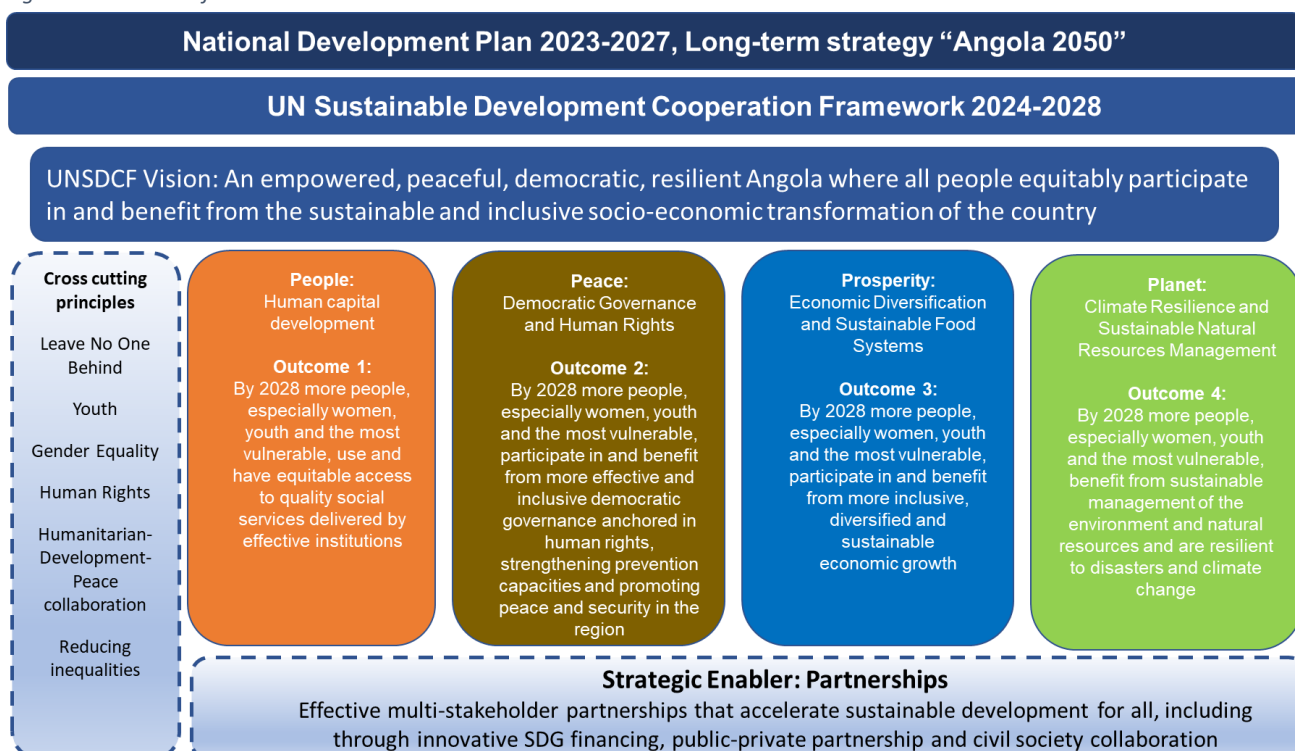 National Development Plan 2023-2027, Long-term strategy “Angola 2050”
UN Sustainable Development Cooperation Framework 2024-2028
UNSDCF Vision: An empowered, peaceful, democratic, resilient Angola where all people equitably participate
in and benefit from the sustainable and inclusive socio-economic transformation of the country
Cross cutting
principles
Leave No One
Behind
Youth
Gender Equality
Human Rights
Humanitarian-
Development-
Peace
collaboration
Reducing
inequalities
People:
Human capital
development
Outcome 1:
By 2028 more people,
especially women,
youth and the most
vulnerable, use and
have equitable access
to quality social
services delivered by
effective institutions
Peace:
Democratic Governance
and Human Rights
Outcome 2:
By 2028 more people,
especially women, youth
and the most vulnerable,
participate in and benefit
from more effective and
inclusive democratic
governance anchored in
human rights,
strengthening prevention
capacities and promoting
peace and security in the
region
Prosperity:
Economic Diversification
and Sustainable Food
Systems
Outcome 3:
By 2028 more people,
especially women, youth
and the most vulnerable,
participate in and benefit
from more inclusive,
diversified and
sustainable
economic growth
Planet:
Climate Resilience and
Sustainable Natural
Resources Management
Outcome 4:
By 2028 more people,
especially women, youth
and the most vulnerable,
benefit from sustainable
management of the
environment and natural
resources and are resilient
to disasters and climate
change
Strategic Enabler: Partnerships
Effective multi-stakeholder partnerships that accelerate sustainable development for all, including
through innovative SDG financing, public-private partnership and civil society collaboration